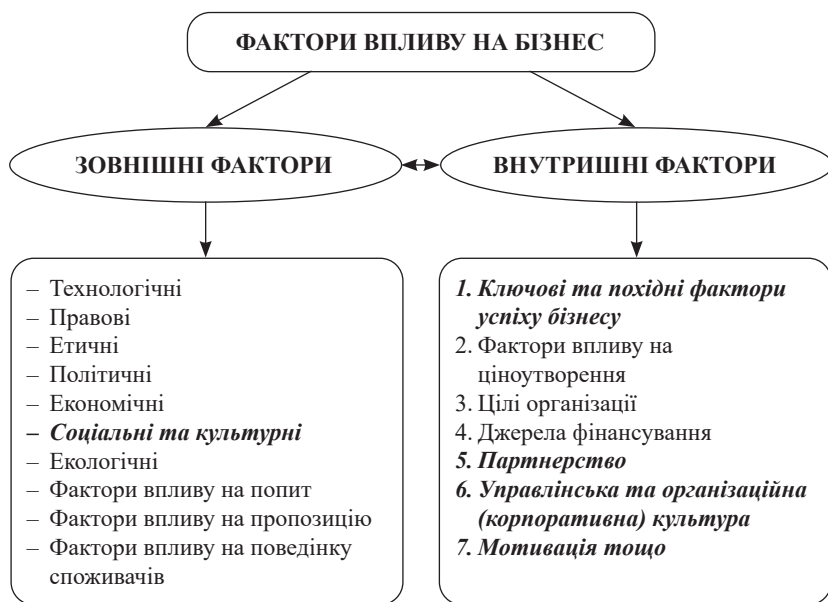 ФАКТОРИ ВПЛИВУ НА БІЗНЕС
ЗОВНІШНІ ФАКТОРИ
ВНУТРИШНІ ФАКТОРИ
– Технологічні
– Правові
– Етичні
– Політичні
– Економічні
– Соціальні та культурні
– Екологічні
– Фактори впливу на попит
– Фактори впливу на пропозицію
– Фактори впливу на поведінку
споживачів
1. Ключові та похідні фактори
успіху бізнесу
2. Фактори впливу на
ціноутворення
3. Цілі організації
4. Джерела фінансування
5. Партнерство
6. Управлінська та організаційна
(корпоративна) культура
7. Мотивація тощо